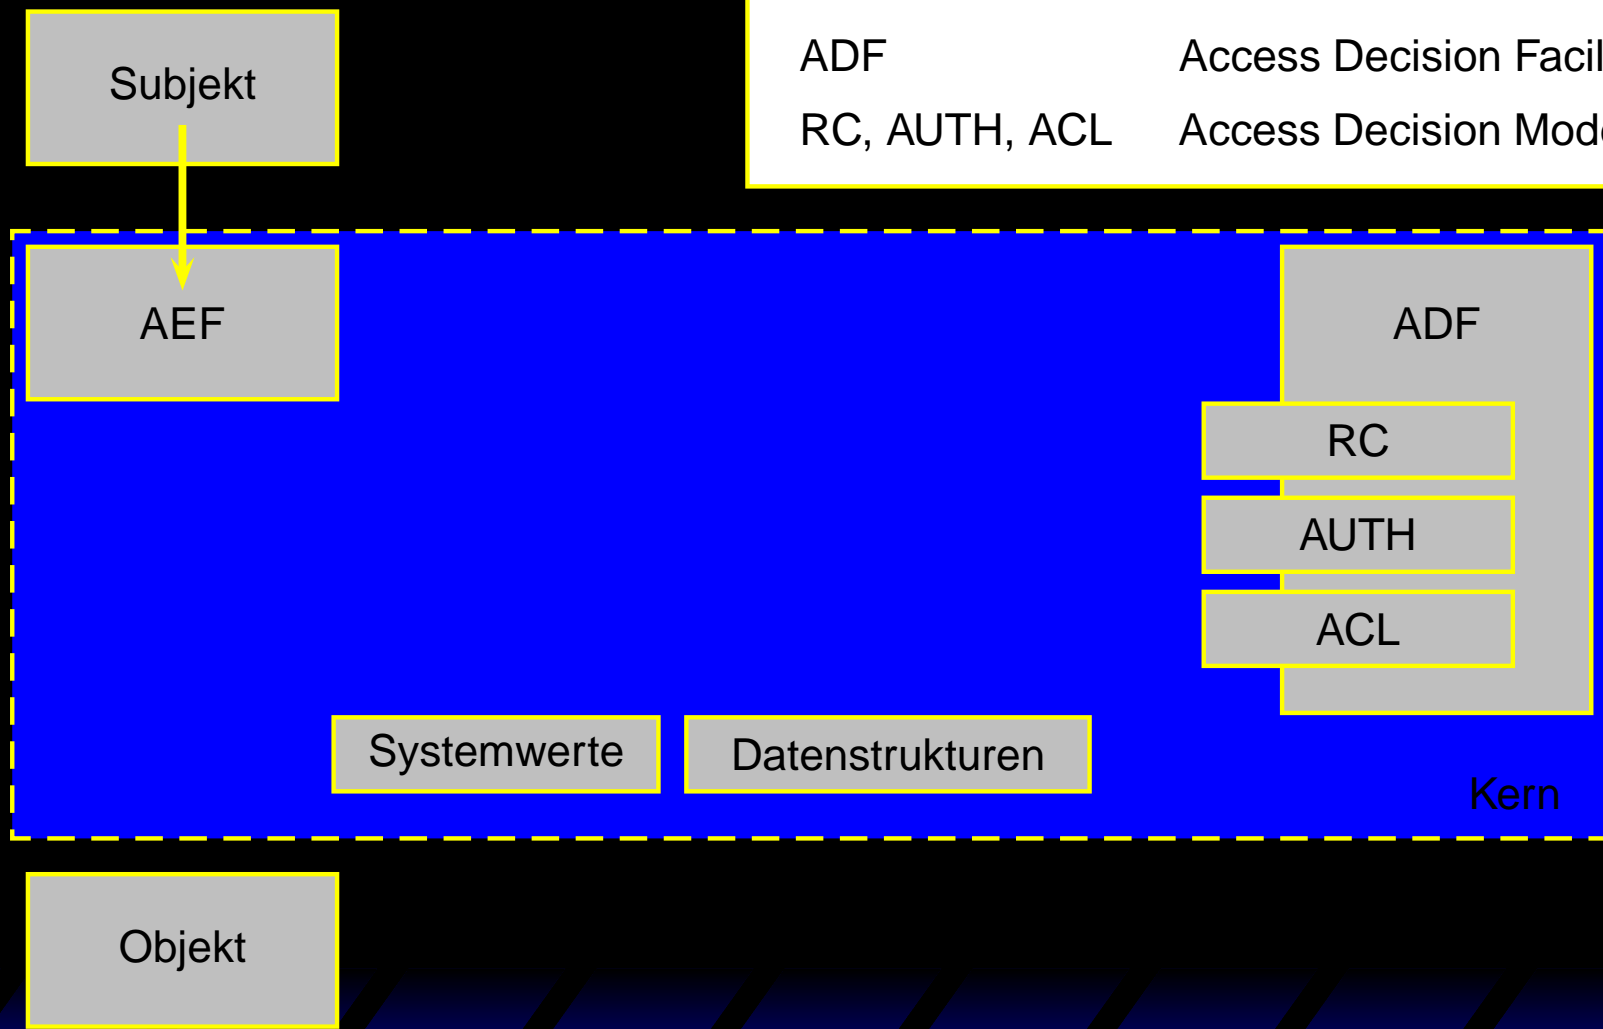 Subjekt
ADF Access Decision Facil
RC, AUTH, ACL Access Decision Mod
AEF
ADF
RC
AUTH
ACL
Systemwerte
Datenstrukturen
Kern
Objekt